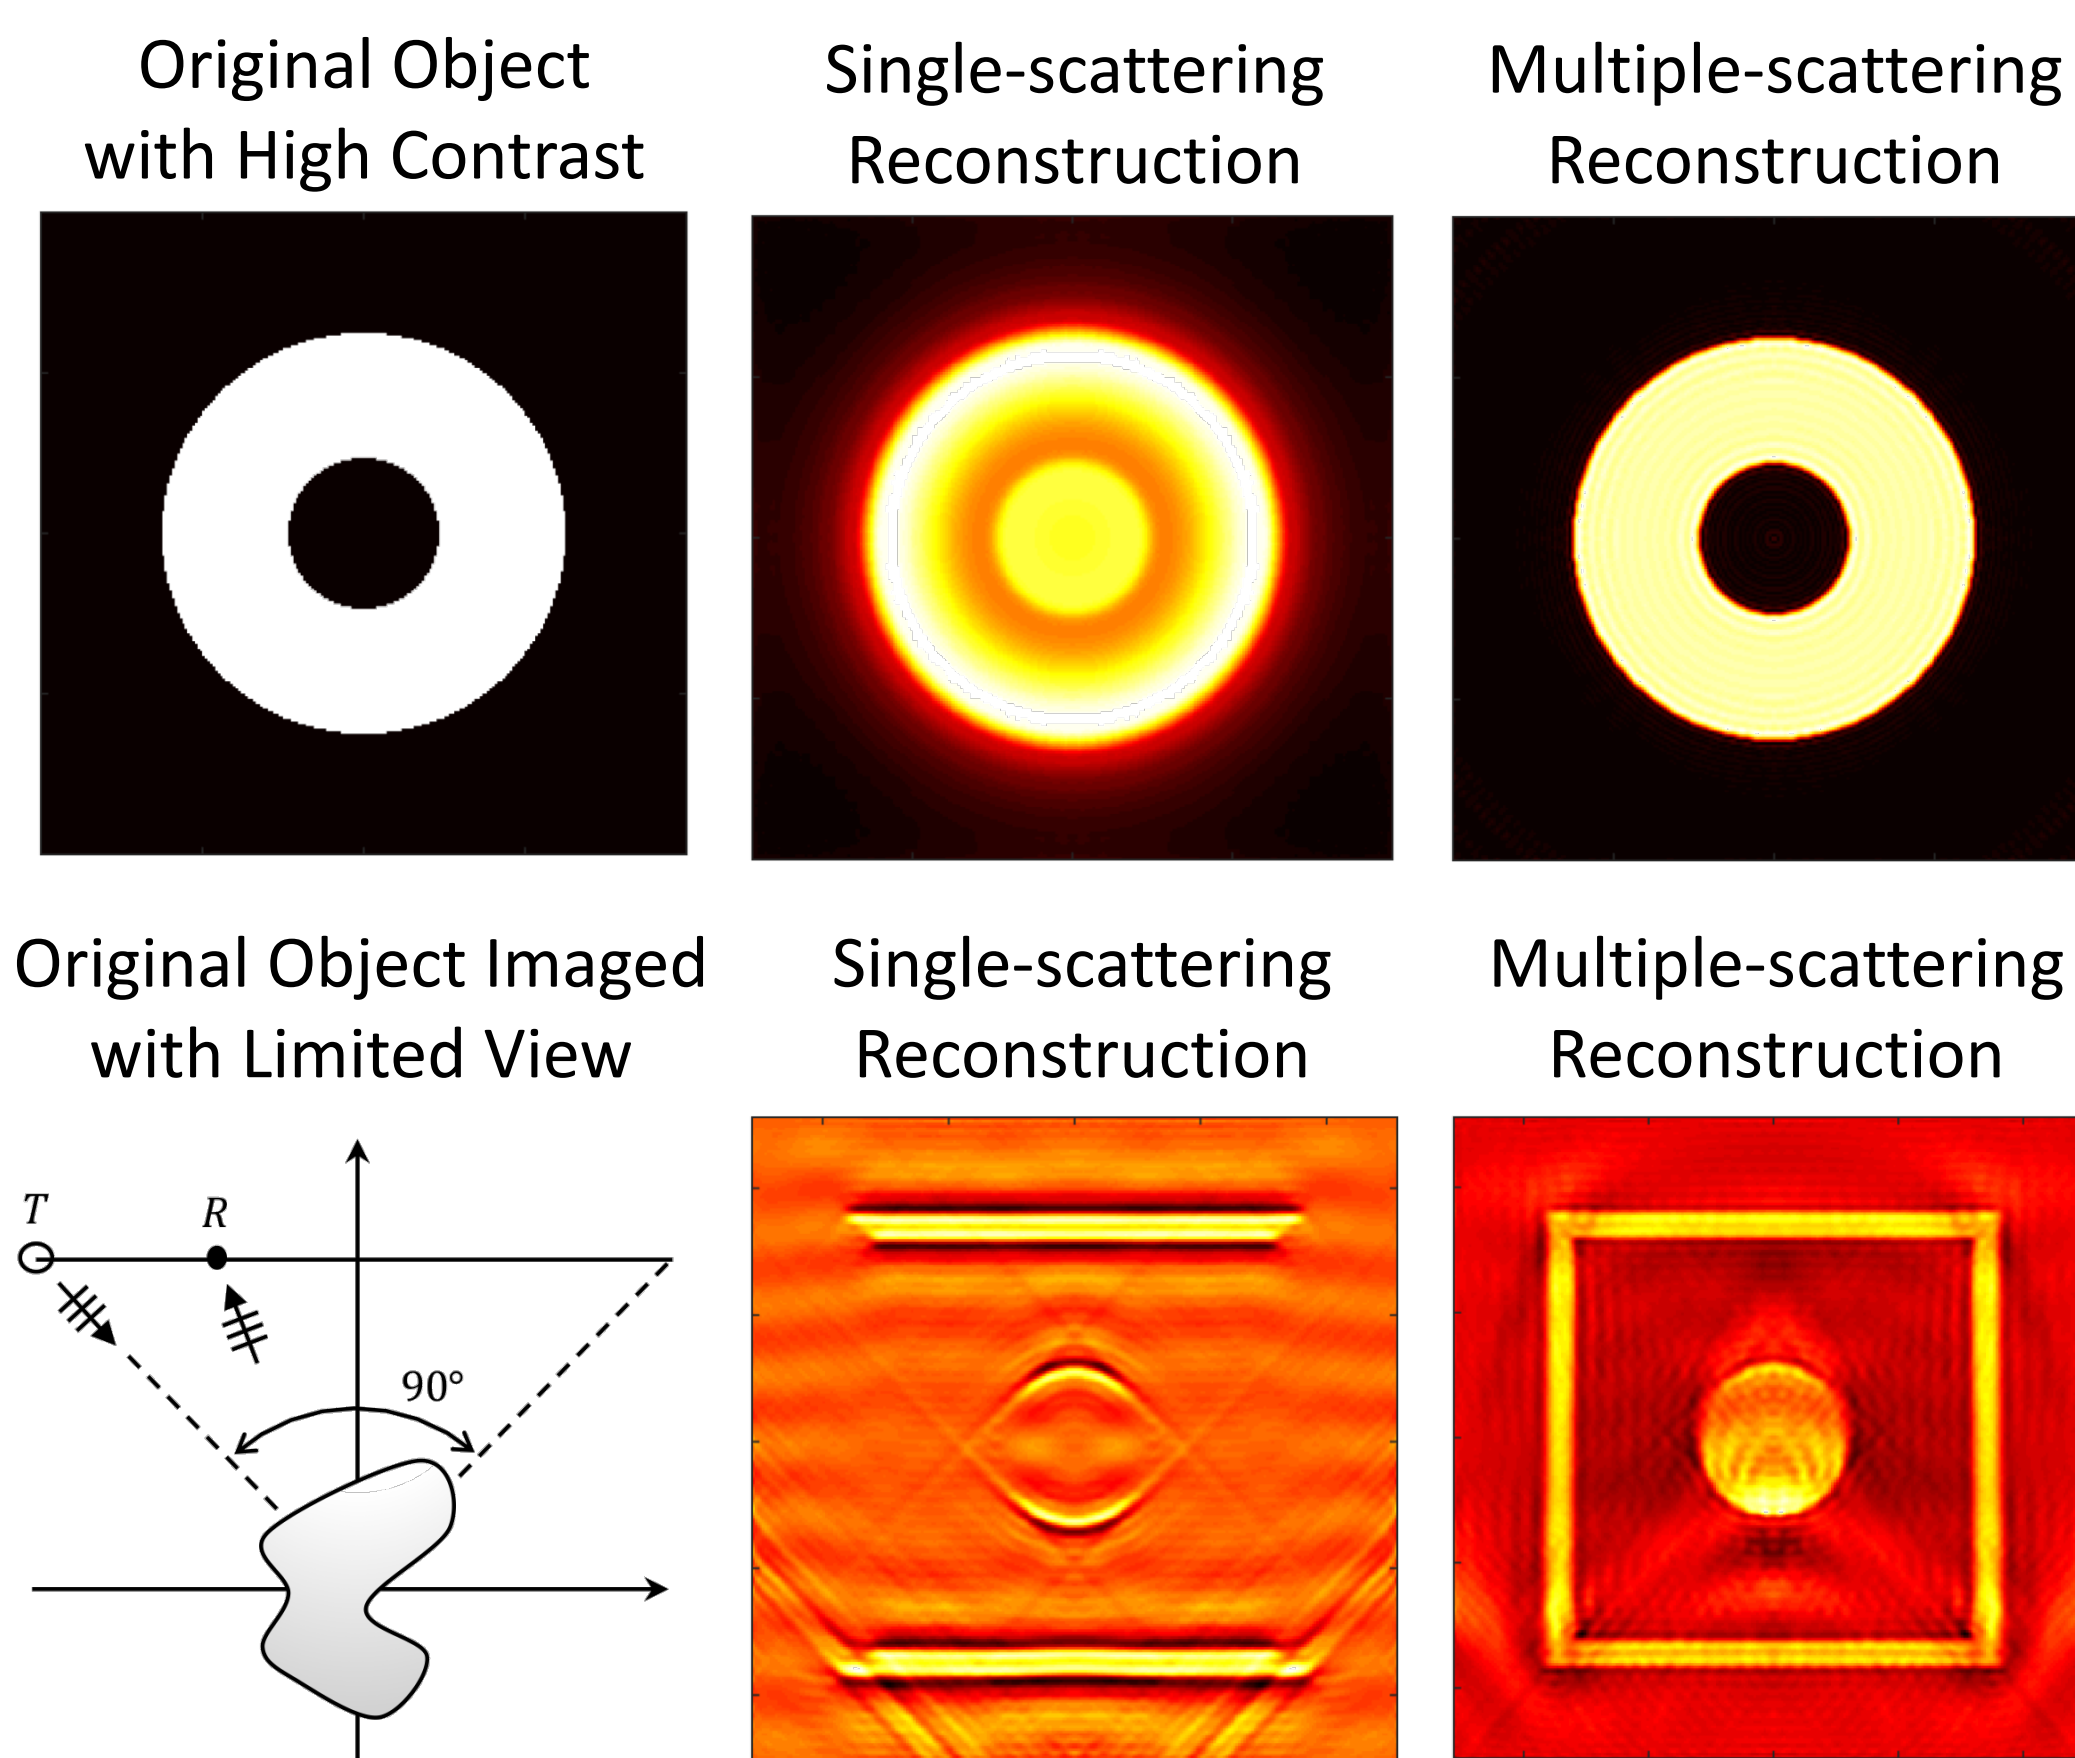 Original Object
with High Contrast
Single-scattering
Reconstruction
Multiple-scattering
Reconstruction
Original Object Imaged
with Limited View
Single-scattering
Reconstruction
Multiple-scattering
Reconstruction
T
R
90°